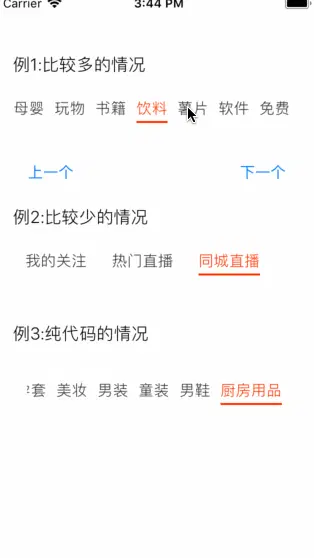 Carrier 3:44 PM
例1:比较多的情况
母婴 玩物 书籍 饮料 薯片 软件 免费
上一个 下一个
例2:比较少的情况
我的关注 热门直播 同城直播
例3:纯代码的情况
套 美妆 男装 童装 男鞋 厨房用品